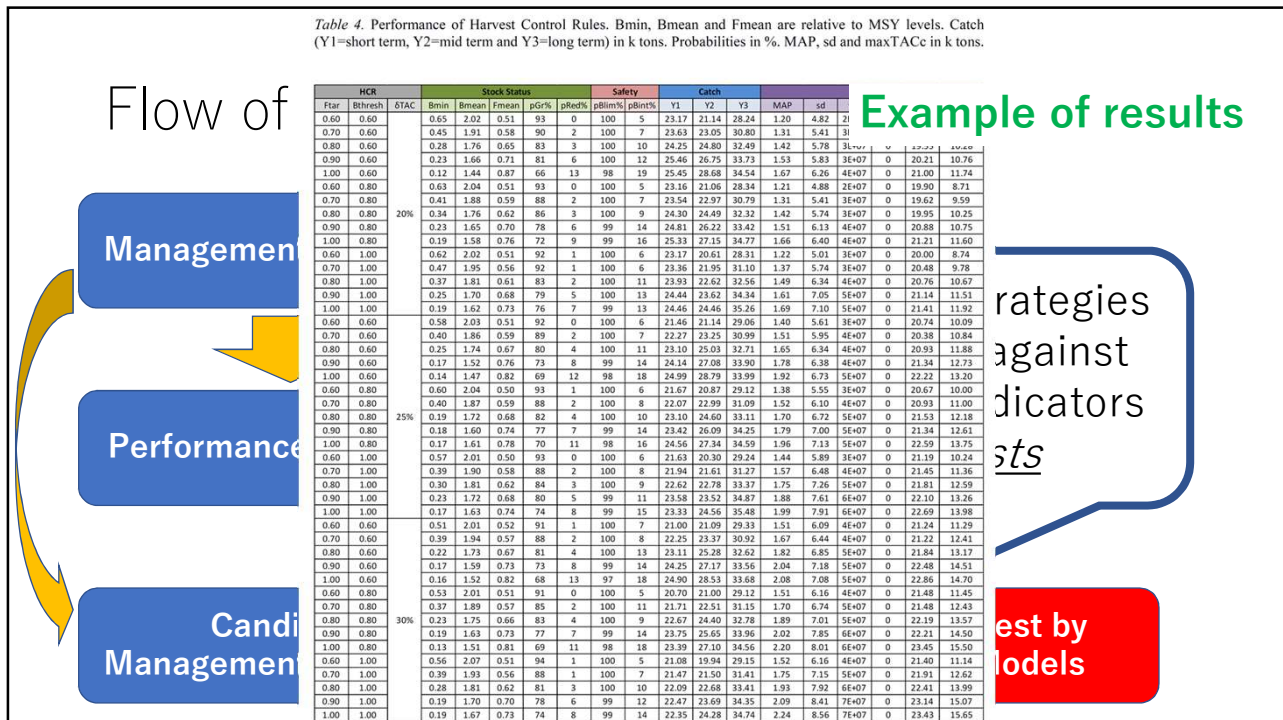 Table 4. Performance of Harvest Control Rules. Bmin, Bmean and Fmean are relative to MSY levels. Catch
(Y1=short term, Y2=mid term and Y3=long term) in k tons. Probabilities in %. MAP, sd and maxTACc in k tons.
Flow of
Example of results
HCR Stock Status Safety Catch
Ftar Bthresh δTAC Bmin Bmean Fmean pGr% pRed% pBlim% pBint% Y1 Y2 Y3 MAP sd
0.60 0.60 0.65 2.02 0.51 93 0 100 5 23.17 21.14 28.24 1.20 4.82
0.70 0.60 0.45 1.91 0.58 90 2 100 7 23.63 23.05 30.80 1.31 5.41
0.80 0.60 0.28 1.76 0.65 83 3 100 10 24.25 24.80 32.49 1.42 5.78 3E+07 0 19.55 10.28
0.90 0.60 0.23 1.66 0.71 81 6 100 12 25.46 26.75 33.73 1.53 5.83 3E+07 0 20.21 10.76
1.00 0.60 0.12 1.44 0.87 66 13 98 19 25.45 28.68 34.54 1.67 6.26 4E+07 0 21.00 11.74
0.60 0.80 0.63 2.04 0.51 93 0 100 5 23.16 21.06 28.34 1.21 4.88 2E+07 0 19.90 8.71
0.70 0.80 0.41 1.88 0.59 88 2 100 7 23.54 22.97 30.79 1.31 5.41 3E+07 0 19.62 9.59
0.80 0.80 20% 0.34 1.76 0.62 86 3 100 9 24.30 24.49 32.32 1.42 5.74 3E+07 0 19.95 10.25
0.90 0.80 0.23 1.65 0.70 78 6 99 14 24.81 26.22 33.42 1.51 6.13 4E+07 0 20.88 10.75
1.00 0.80 0.19 1.58 0.76 72 9 99 16 25.33 27.15 34.77 1.66 6.40 4E+07 0 21.21 11.60
0.60 1.00 0.62 2.02 0.51 92 1 100 6 23.17 20.61 28.31 1.22 5.01 3E+07 0 20.00 8.74
0.70 1.00 0.47 1.95 0.56 92 1 100 6 23.36 21.95 31.10 1.37 5.74 3E+07 0 20.48 9.78
0.80 1.00 0.37 1.81 0.61 83 2 100 11 23.93 22.62 32.56 1.49 6.34 4E+07 0 20.76 10.67
0.90 1.00 0.25 1.70 0.68 79 5 100 13 24.44 23.62 34.34 1.61 7.05 5E+07 0 21.14 11.51
1.00 1.00 0.19 1.62 0.73 76 7 99 13 24.46 24.46 35.26 1.69 7.10 5E+07 0 21.41 11.92
0.60 0.60 0.58 2.03 0.51 92 0 100 6 21.46 21.14 29.06 1.40 5.61 3E+07 0 20.74 10.09
0.70 0.60 0.40 1.86 0.59 89 2 100 7 22.27 23.25 30.99 1.51 5.95 4E+07 0 20.38 10.84
0.80 0.60 0.25 1.74 0.67 80 4 100 11 23.10 25.03 32.71 1.65 6.34 4E+07 0 20.93 11.88
0.90 0.60 0.17 1.52 0.76 73 8 99 14 24.14 27.08 33.90 1.78 6.38 4E+07 0 21.34 12.73
1.00 0.60 0.14 1.47 0.82 69 12 98 18 24.99 28.79 33.99 1.92 6.73 5E+07 0 22.22 13.20
0.60 0.80 0.60 2.04 0.50 93 1 100 6 21.67 20.87 29.12 1.38 5.55 3E+07 0 20.67 10.00
0.70 0.80 0.40 1.87 0.59 88 2 100 8 22.07 22.99 31.09 1.52 6.10 4E+07 0 20.93 11.00
0.80 0.80 25% 0.19 1.72 0.68 82 4 100 10 23.10 24.60 33.11 1.70 6.72 5E+07 0 21.53 12.18
0.90 0.80 0.18 1.60 0.74 77 7 99 14 23.42 26.09 34.25 1.79 7.00 5E+07 0 21.34 12.61
1.00 0.80 0.17 1.61 0.78 70 11 98 16 24.56 27.34 34.59 1.96 7.13 5E+07 0 22.59 13.75
0.60 1.00 0.57 2.01 0.50 93 0 100 6 21.63 20.30 29.24 1.44 5.89 3E+07 0 21.19 10.24
0.70 1.00 0.39 1.90 0.58 88 2 100 8 21.94 21.61 31.27 1.57 6.48 4E+07 0 21.45 11.36
0.80 1.00 0.30 1.81 0.62 84 3 100 9 22.62 22.78 33.37 1.75 7.26 5E+07 0 21.81 12.59
0.90 1.00 0.23 1.72 0.68 80 5 99 11 23.58 23.52 34.87 1.88 7.61 6E+07 0 22.10 13.26
1.00 1.00 0.17 1.63 0.74 74 8 99 15 23.33 24.56 35.48 1.99 7.91 6E+07 0 22.69 13.98
0.60 0.60 0.51 2.01 0.52 91 1 100 7 21.00 21.09 29.33 1.51 6.09 4E+07 0 21.24 11.29
0.70 0.60 0.39 1.94 0.57 88 2 100 8 22.25 23.37 30.92 1.67 6.44 4E+07 0 21.22 12.41
0.80 0.60 0.22 1.73 0.67 81 4 100 13 23.11 25.28 32.62 1.82 6.85 5E+07 0 21.84 13.17
0.90 0.60 0.17 1.59 0.73 73 8 99 14 24.25 27.17 33.56 2.04 7.18 5E+07 0 22.48 14.51
1.00 0.60 0.16 1.52 0.82 68 13 97 18 24.90 28.53 33.68 2.08 7.08 5E+07 0 22.86 14.70
0.60 0.80 0.53 2.01 0.51 91 0 100 5 20.70 21.00 29.12 1.51 6.16 4E+07 0 21.48 11.45
0.70 0.80 0.37 1.89 0.57 85 2 100 11 21.71 22.51 31.15 1.70 6.74 5E+07 0 21.48 12.43
0.80 0.80 30% 0.23 1.75 0.66 83 4 100 9 22.67 24.40 32.78 1.89 7.01 5E+07 0 22.19 13.57
0.90 0.80 0.19 1.63 0.73 77 7 99 14 23.75 25.65 33.96 2.02 7.85 6E+07 0 22.21 14.50
1.00 0.80 0.13 1.51 0.81 69 11 98 18 23.39 27.10 34.56 2.20 8.01 6E+07 0 23.45 15.50
0.60 1.00 0.56 2.07 0.51 94 1 100 5 21.08 19.94 29.15 1.52 6.16 4E+07 0 21.40 11.14
0.70 1.00 0.39 1.93 0.56 88 1 100 7 21.47 21.50 31.41 1.75 7.15 5E+07 0 21.91 12.62
0.80 1.00 0.28 1.81 0.62 81 3 100 10 22.09 22.68 33.41 1.93 7.92 6E+07 0 22.41 13.99
0.90 1.00 0.19 1.70 0.70 78 6 99 12 22.47 23.69 34.35 2.09 8.41 7E+07 0 23.14 15.07
1.00 1.00 0.19 1.67 0.73 74 8 99 14 22.35 24.28 34.74 2.24 8.56 7E+07 0 23.43 15.65
Management
Performance
Candi
Management
rategies
against
dicators
sts
est by
Models